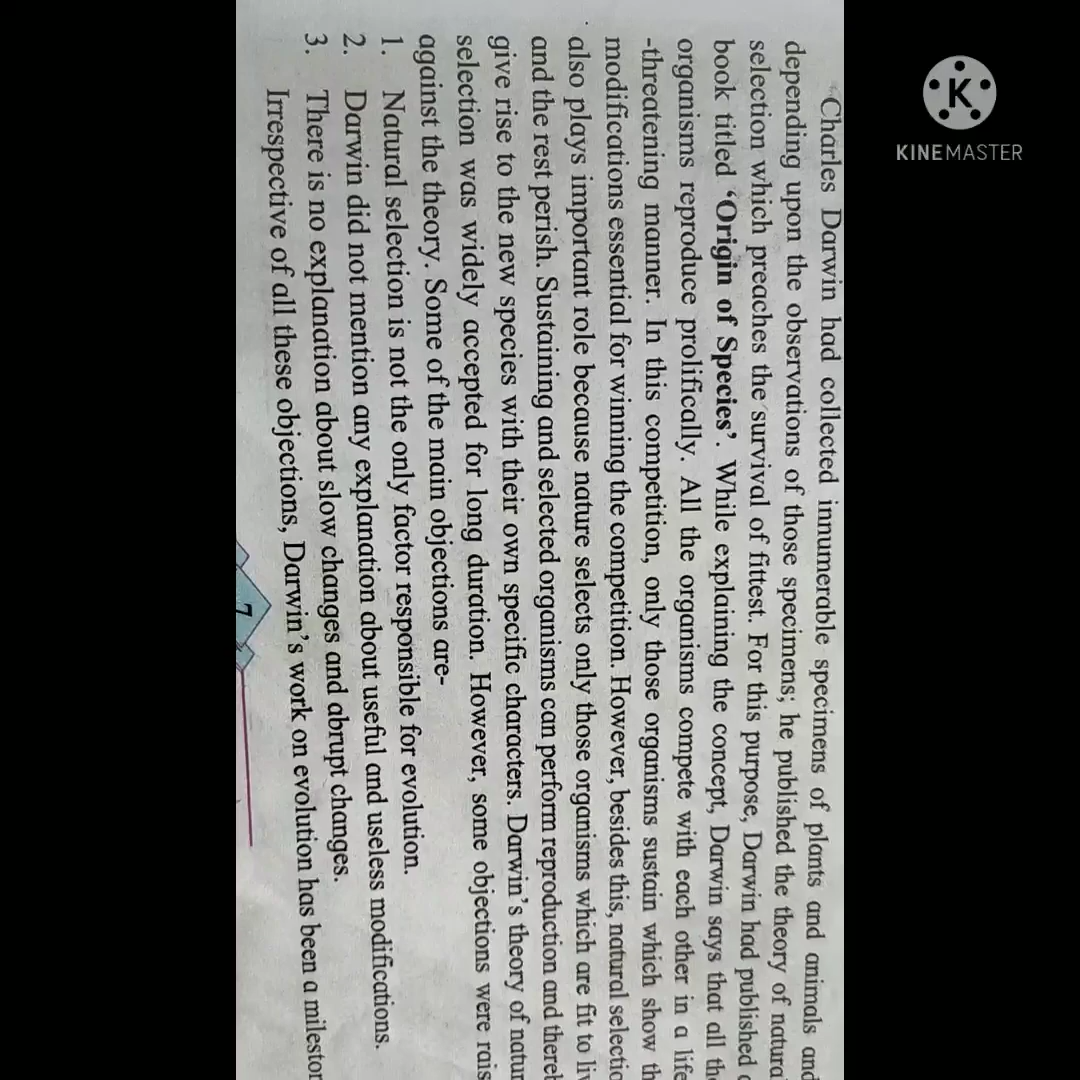 Charles Darwin had collected innumerable specimens of plants and animals and
depending upon the observations of those specimens; he published the theory of natura
selection which preaches the survival of fittest. For this purpose, Darwin had published
book titled ‘Origin of Species’. While explaining the concept, Darwin says that all the
organisms reproduce prolifically. All the organisms compete with each other in a life
-threatening manner. In this competition, only those organisms sustain which show th
modifications essential for winning the competition. However, besides this, natural selectio
also plays important role because nature selects only those organisms which are fit to liv
and the rest perish. Sustaining and selected organisms can perform reproduction and thereb
give rise to the new species with their own specific characters. Darwin’s theory of natur
selection was widely accepted for long duration. However, some objections were rais
against the theory. Some of the main objections are-
1. Natural selection is not the only factor responsible for evolution.
2. Darwin did not mention any explanation about useful and useless modifications.
3. There is no explanation about slow changes and abrupt changes.
Irrespective of all these objections, Darwin’s work on evolution has been a mileston
7
K
KINEMASTER